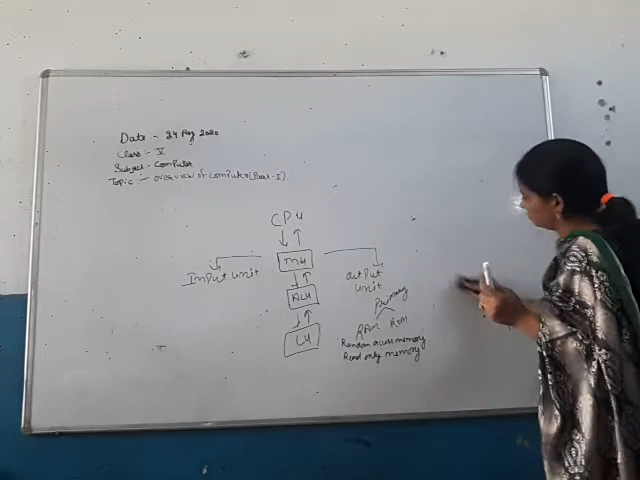 Date - 24 Aug 2020
Class - V
Subject - Computer
Topic :- overview of computer (Part-I).
CPU
MU
Input unit
output
unit
ALU
Primary
CU
RAM ROM
Random access memory
Read only memory